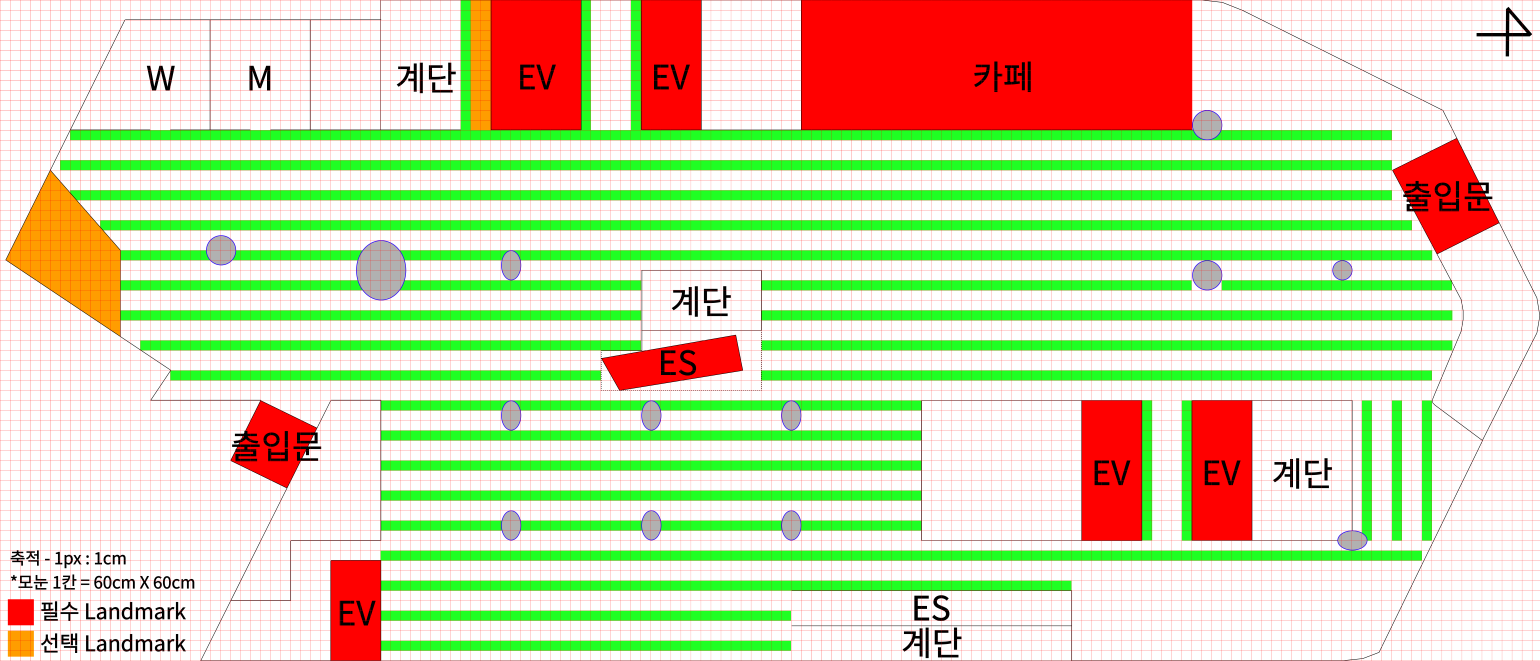 W
M
계단
EV
EV
카페
출입문
계단
ES
출입문
EV
EV
계단
축적 - 1px : 1cm
*모눈 1칸 = 60cm X 60cm
필수 Landmark
선택 Landmark
EV
ES
계단